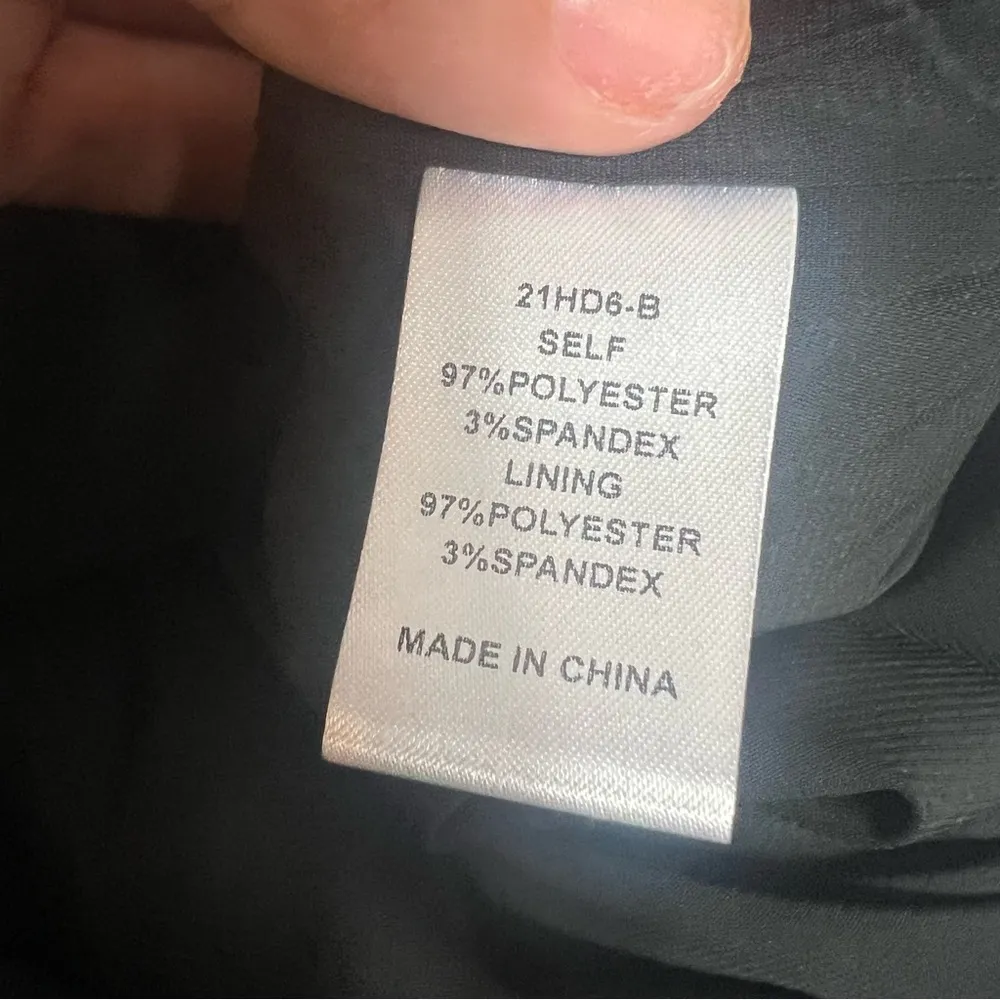 21HD6-B
SELF
97%POLYESTER
3%SPANDEX
LINING
97%POLYESTER
3%SPANDEX
MADE IN CHINA